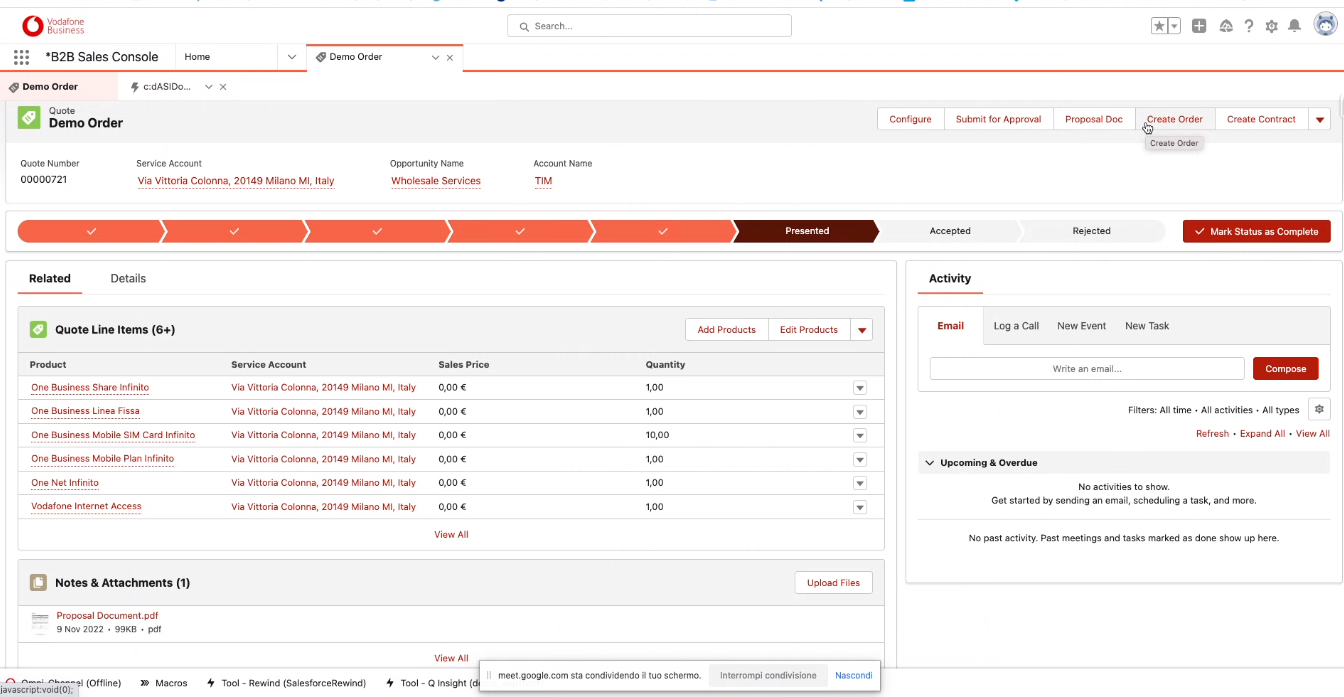 Vodafone
Business
Search...
*B2B Sales Console
Home
Demo Order
Demo Order
c:dASIDo...
Quote
Demo Order
Configure
Submit for Approval
Proposal Doc
Create Order
Create Contract
Create Order
Quote Number
Service Account
Opportunity Name
Account Name
00000721
Via Vittoria Colonna, 20149 Milano MI, Italy
Wholesale Services
TIM
Presented
Accepted
Rejected
Mark Status as Complete
Related
Details
Quote Line Items (6+)
Add Products
Edit Products
Product Service Account Sales Price Quantity
One Business Share Infinito Via Vittoria Colonna, 20149 Milano MI, Italy 0,00 € 1,00
One Business Linea Fissa Via Vittoria Colonna, 20149 Milano MI, Italy 0,00 € 1,00
One Business Mobile SIM Card Infinito Via Vittoria Colonna, 20149 Milano MI, Italy 0,00 € 10,00
One Business Mobile Plan Infinito Via Vittoria Colonna, 20149 Milano MI, Italy 0,00 € 1,00
One Net Infinito Via Vittoria Colonna, 20149 Milano MI, Italy 0,00 € 1,00
Vodafone Internet Access Via Vittoria Colonna, 20149 Milano MI, Italy 0,00 € 1,00
View All
Notes & Attachments (1)
Upload Files
Proposal Document.pdf
9 Nov 2022 • 99KB • pdf
View All
Activity
Email
Log a Call
New Event
New Task
Write an email...
Compose
Filters: All time • All activities • All types
Refresh • Expand All • View All
Upcoming & Overdue
No activities to show.
Get started by sending an email, scheduling a task, and more.
No past activity. Past meetings and tasks marked as done show up here.
(Offline)
Macros
Tool - Rewind (SalesforceRewind)
Tool - Q Insight
javascript:void(0);
meet.google.com sta condividendo il tuo schermo.
Interrompi condivisione
Nascondi